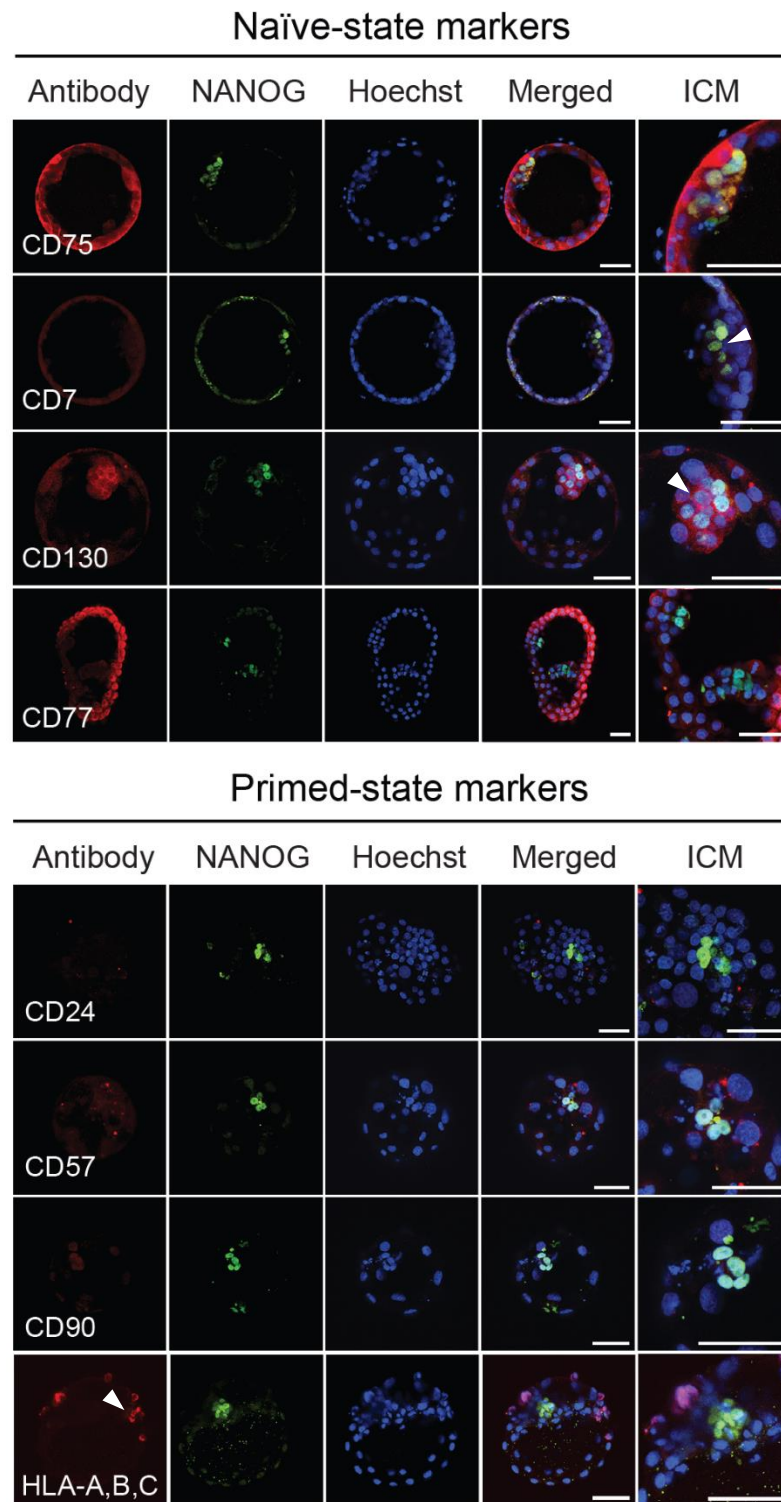 Naïve-state markers
Antibody NANOG Hoechst Merged ICM
CD75
CD7
CD130
CD77
Primed-state markers
Antibody NANOG Hoechst Merged ICM
CD24
CD57
CD90
HLA-A,B,C